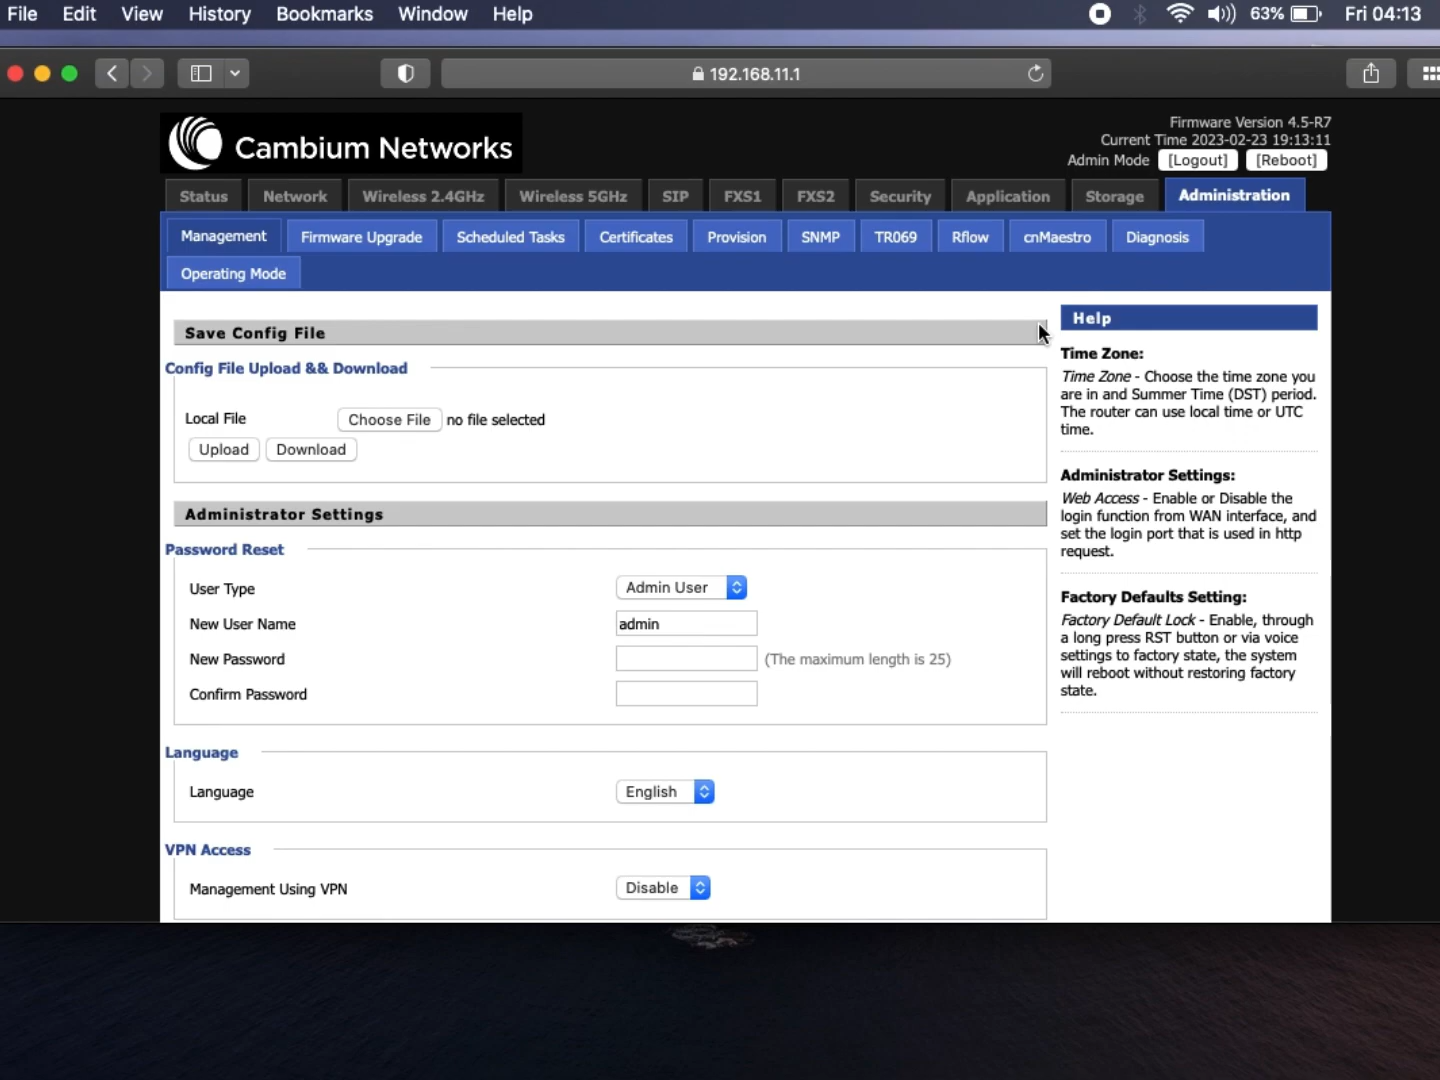 File Edit View History Bookmarks Window Help 63% Fri 04:13
192.168.11.1
Cambium Networks
Firmware Version 4.5-R7
Current Time 2023-02-23 19:13:11
Admin Mode [Logout] [Reboot]
Status Network Wireless 2.4GHz Wireless 5GHz SIP FXS1 FXS2 Security Application Storage Administration
Management Firmware Upgrade Scheduled Tasks Certificates Provision SNMP TR069 Rflow cnMaestro Diagnosis
Operating Mode
Save Config File
Config File Upload && Download
Local File Choose File no file selected
Upload Download
Administrator Settings
Password Reset
User Type Admin User
New User Name admin
New Password (The maximum length is 25)
Confirm Password
Language
Language English
VPN Access
Management Using VPN Disable
Help
Time Zone:
Time Zone - Choose the time zone you
are in and Summer Time (DST) period.
The router can use local time or UTC
time.
Administrator Settings:
Web Access - Enable or Disable the
login function from WAN interface, and
set the login port that is used in http
request.
Factory Defaults Setting:
Factory Default Lock - Enable, through
a long press RST button or via voice
settings to factory state, the system
will reboot without restoring factory
state.